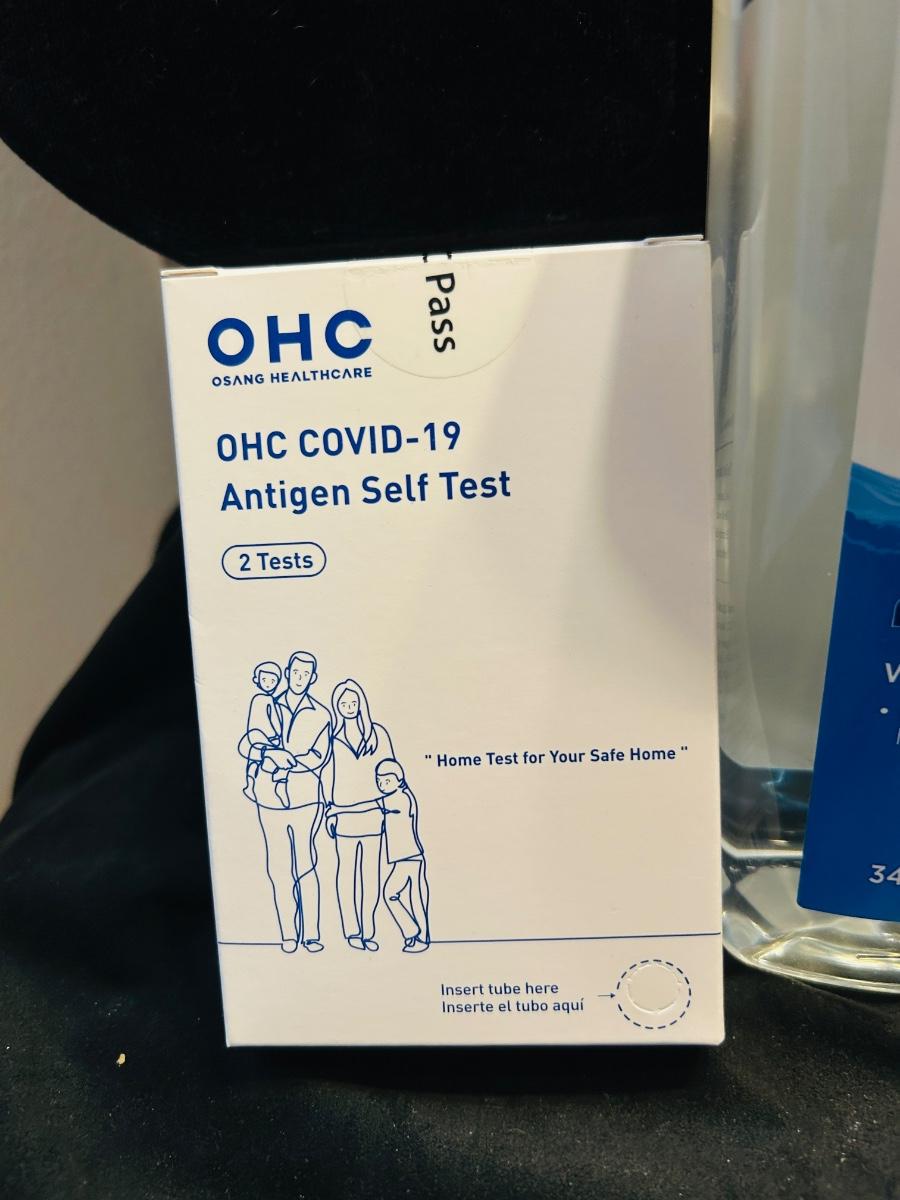 Pass
OHC
OSANG HEALTHCARE
OHC COVID-19
Antigen Self Test
2 Tests
" Home Test for Your Safe Home "
Insert tube here
Inserte el tubo aquí
34